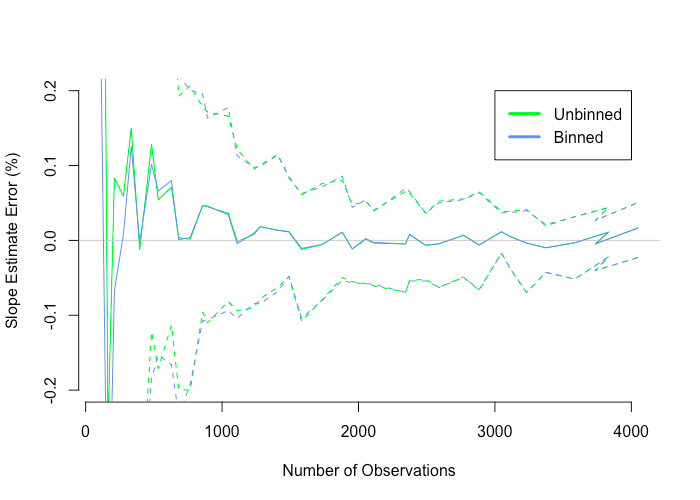 0.2
0.1
0.0
-0.1
-0.2
Slope Estimate Error (%)
Unbinned
Binned
0 1000 2000 3000 4000
Number of Observations